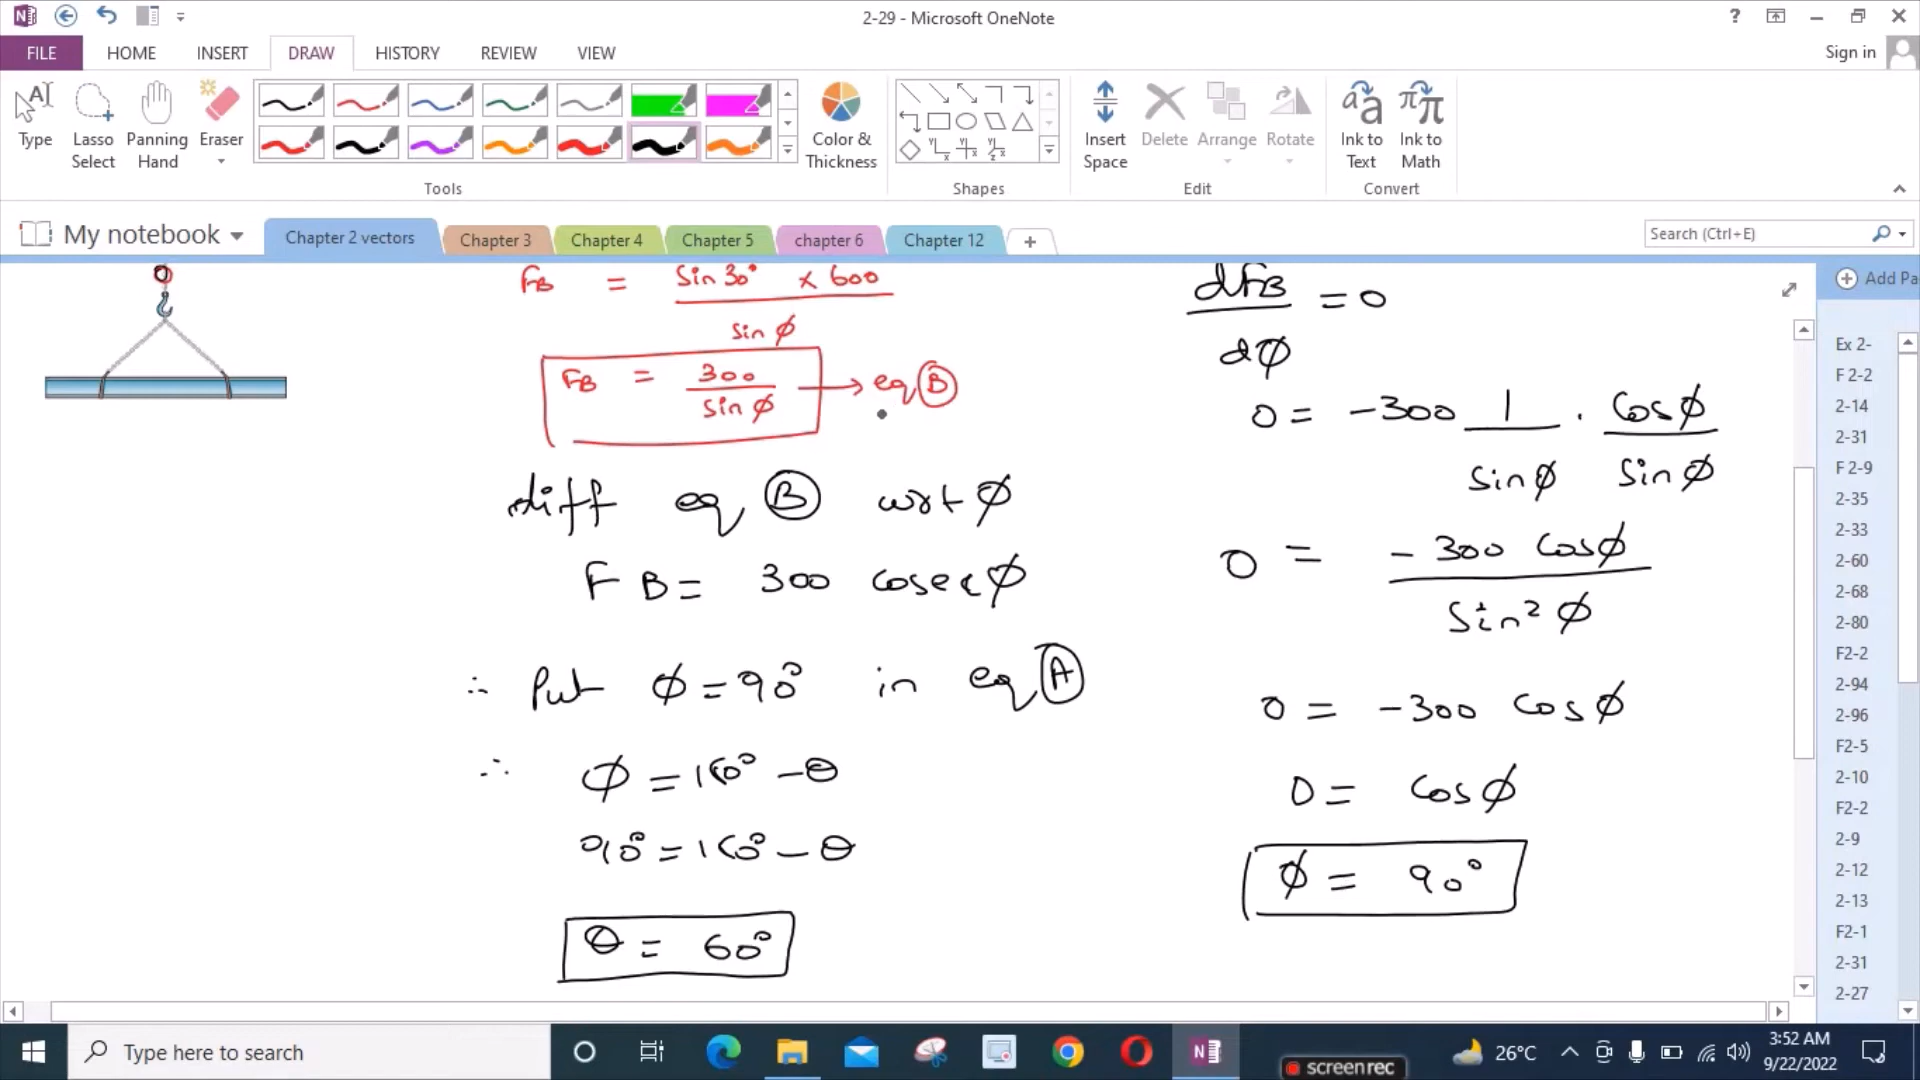 2-29 - Microsoft OneNote
FILE HOME INSERT DRAW HISTORY REVIEW VIEW
Sign in
Type
Lasso Select
Panning Hand
Eraser
Color & Thickness
Insert Space
Delete
Arrange
Rotate
Ink to Text
Ink to Math
Tools
Shapes
Edit
Convert
My notebook
Chapter 2 vectors
Chapter 3
Chapter 4
Chapter 5
chapter 6
Chapter 12
Search (Ctrl+E)
Add Pa
FB = Sin 30° × 600
sin φ
FB = 300 / sin φ → eq B
diff eq B wrt φ
FB = 300 cosec φ
∴ Put φ = 90° in eq A
∴ φ = 150° - θ
90° = 150° - θ
θ = 60°
dFB / dφ = 0
0 = -300 1 / sin φ . Cos φ / Sin φ
0 = - 300 Cos φ / Sin² φ
0 = -300 Cos φ
0 = Cos φ
φ = 90°
Ex 2-
F 2-2
2-14
2-31
F 2-9
2-35
2-33
2-60
2-68
2-80
F2-2
2-94
2-96
F2-5
2-10
F2-2
2-9
2-12
2-13
F2-1
2-31
2-27
Type here to search
screenrec
26°C
3:52 AM
9/22/2022